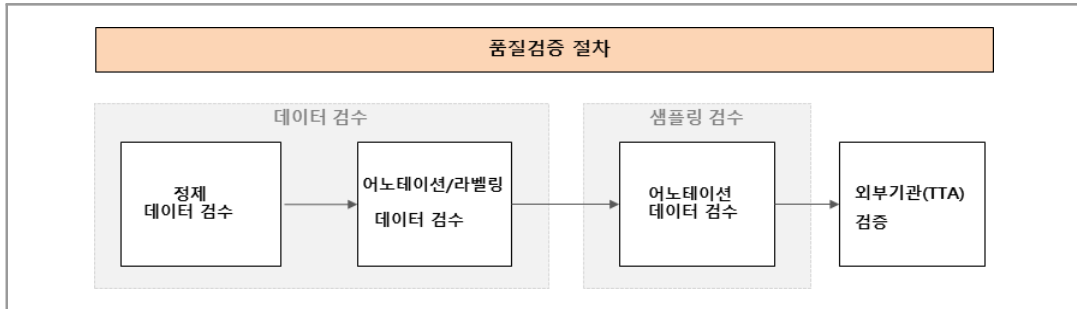 품질검증 절차
데이터 검수
샘플링 검수
정제
데이터 검수
어노테이션/라벨링
데이터 검수
어노테이션
데이터 검수
외부기관(TTA)
검증